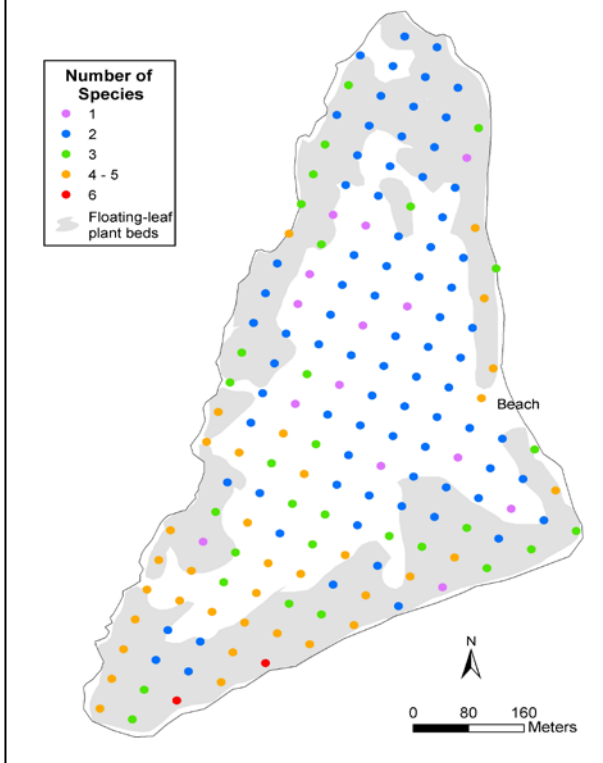 Number of
Species
1
2
3
4 - 5
6
Floating-leaf
plant beds
Beach
N
0 80 160
Meters